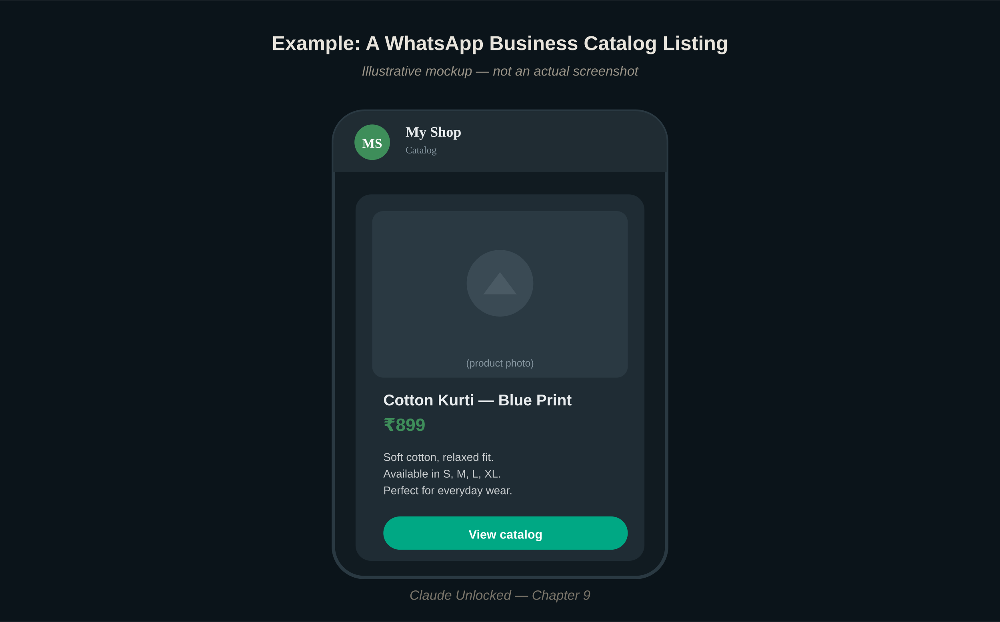 Example: A WhatsApp Business Catalog Listing
Illustrative mockup — not an actual screenshot
MS
My Shop
Catalog
(product photo)
Cotton Kurti — Blue Print
₹899
Soft cotton, relaxed fit.
Available in S, M, L, XL.
Perfect for everyday wear.
View catalog
Claude Unlocked — Chapter 9